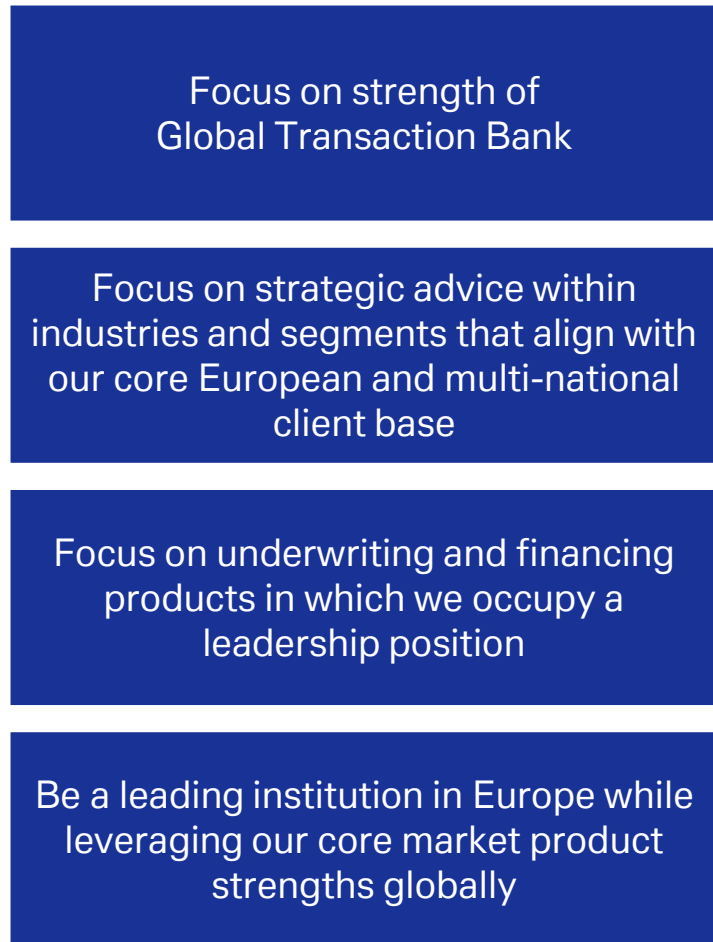 Focus on strength of
Global Transaction Bank
Focus on strategic advice within
industries and segments that align with
our core European and multi-national
client base
Focus on underwriting and financing
products in which we occupy a
leadership position
Be a leading institution in Europe while
leveraging our core market product
strengths globally